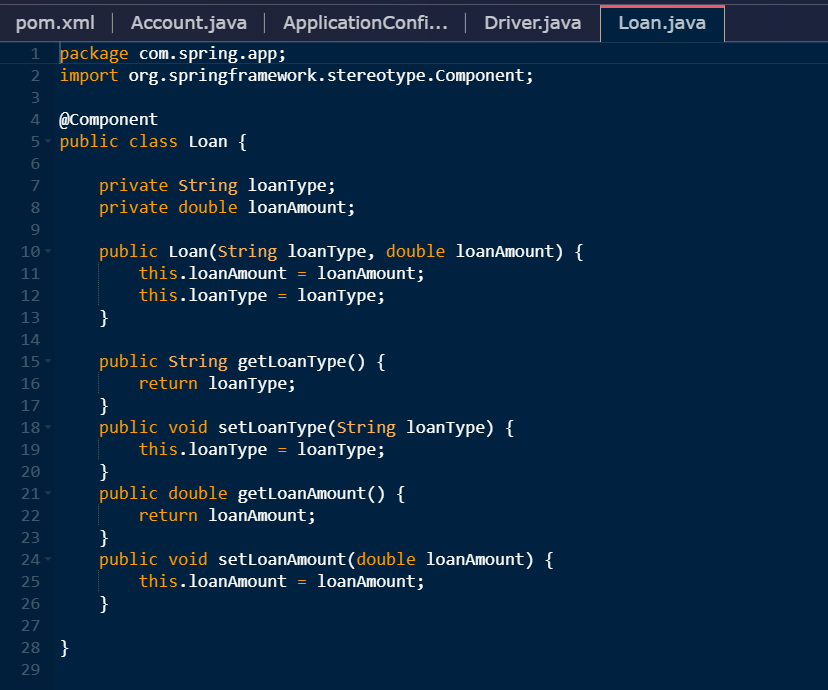 pom.xml | Account.java | ApplicationConfi... | Driver.java | Loan.java
1 package com.spring.app;
2 import org.springframework.stereotype.Component;
3
4 @Component
5 public class Loan {
6
7     private String loanType;
8     private double loanAmount;
9
10     public Loan(String loanType, double loanAmount) {
11         this.loanAmount = loanAmount;
12         this.loanType = loanType;
13     }
14
15     public String getLoanType() {
16         return loanType;
17     }
18     public void setLoanType(String loanType) {
19         this.loanType = loanType;
20     }
21     public double getLoanAmount() {
22         return loanAmount;
23     }
24     public void setLoanAmount(double loanAmount) {
25         this.loanAmount = loanAmount;
26     }
27
28 }
29